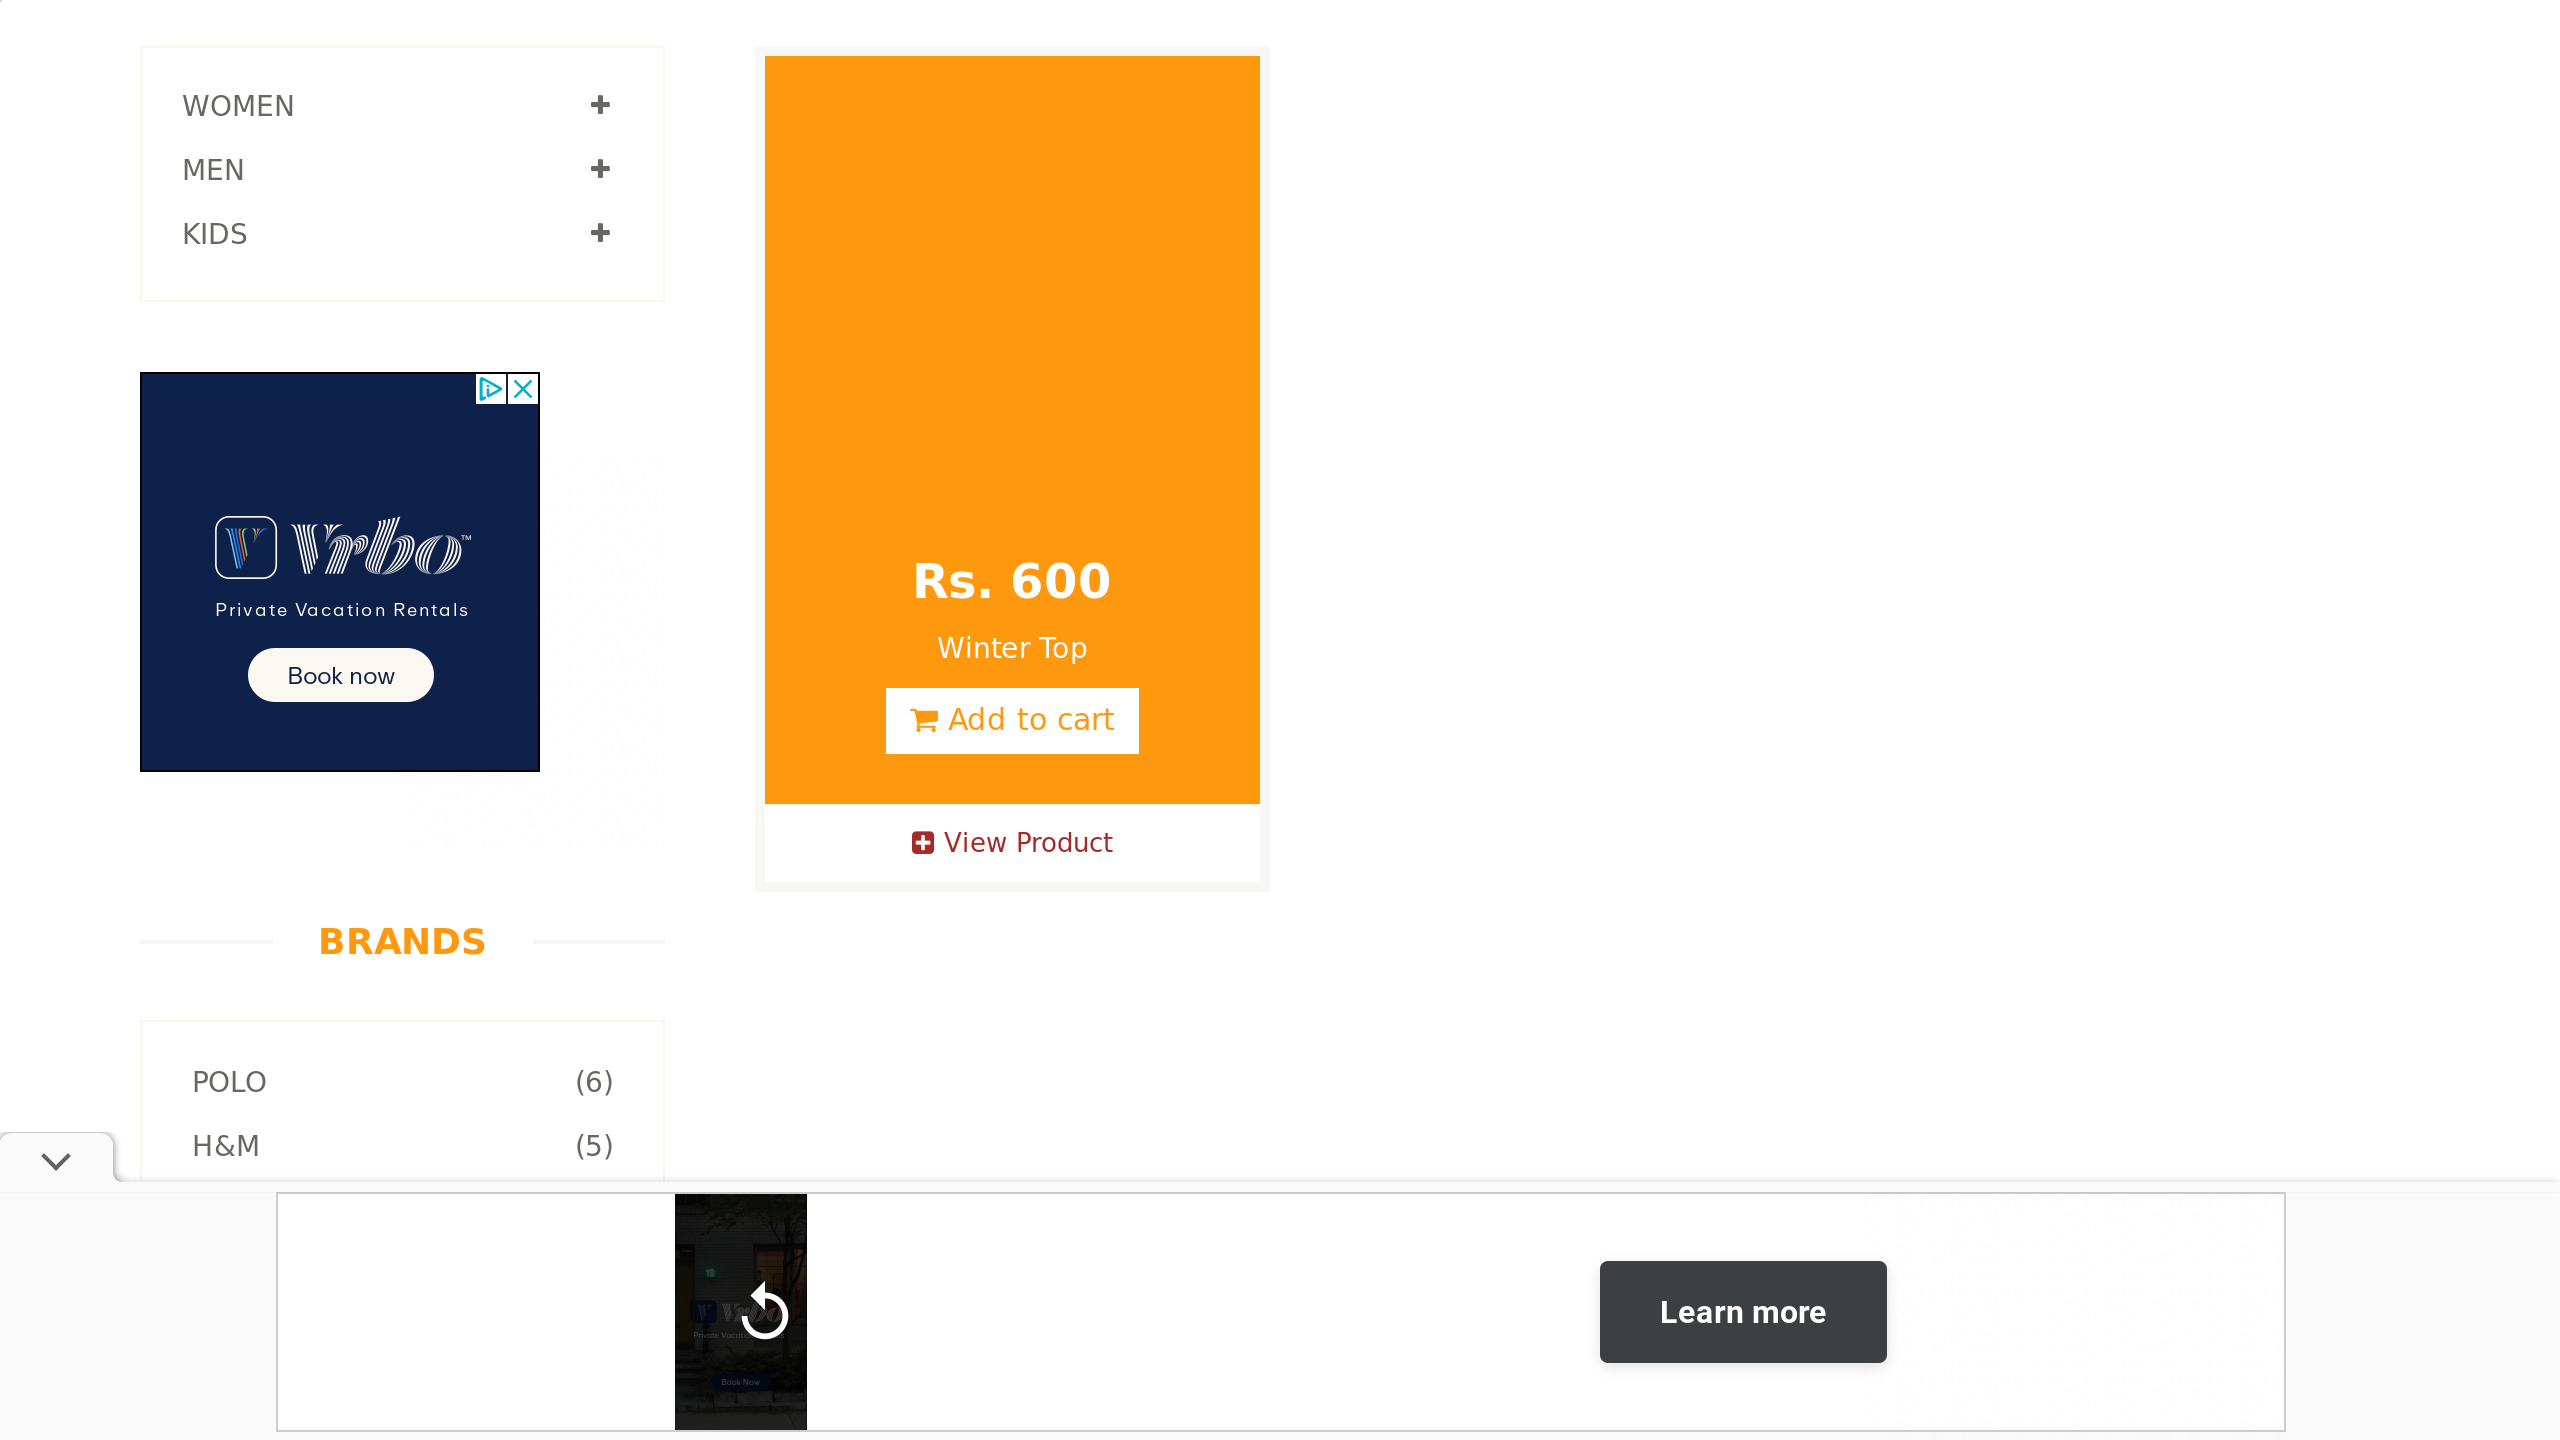 WOMEN
MEN
KIDS
Vrbo™
Private Vacation Rentals
Book now
BRANDS
POLO (6)
H&M (5)
Rs. 600
Winter Top
Add to cart
View Product
Vrbo
Book Now
Learn more